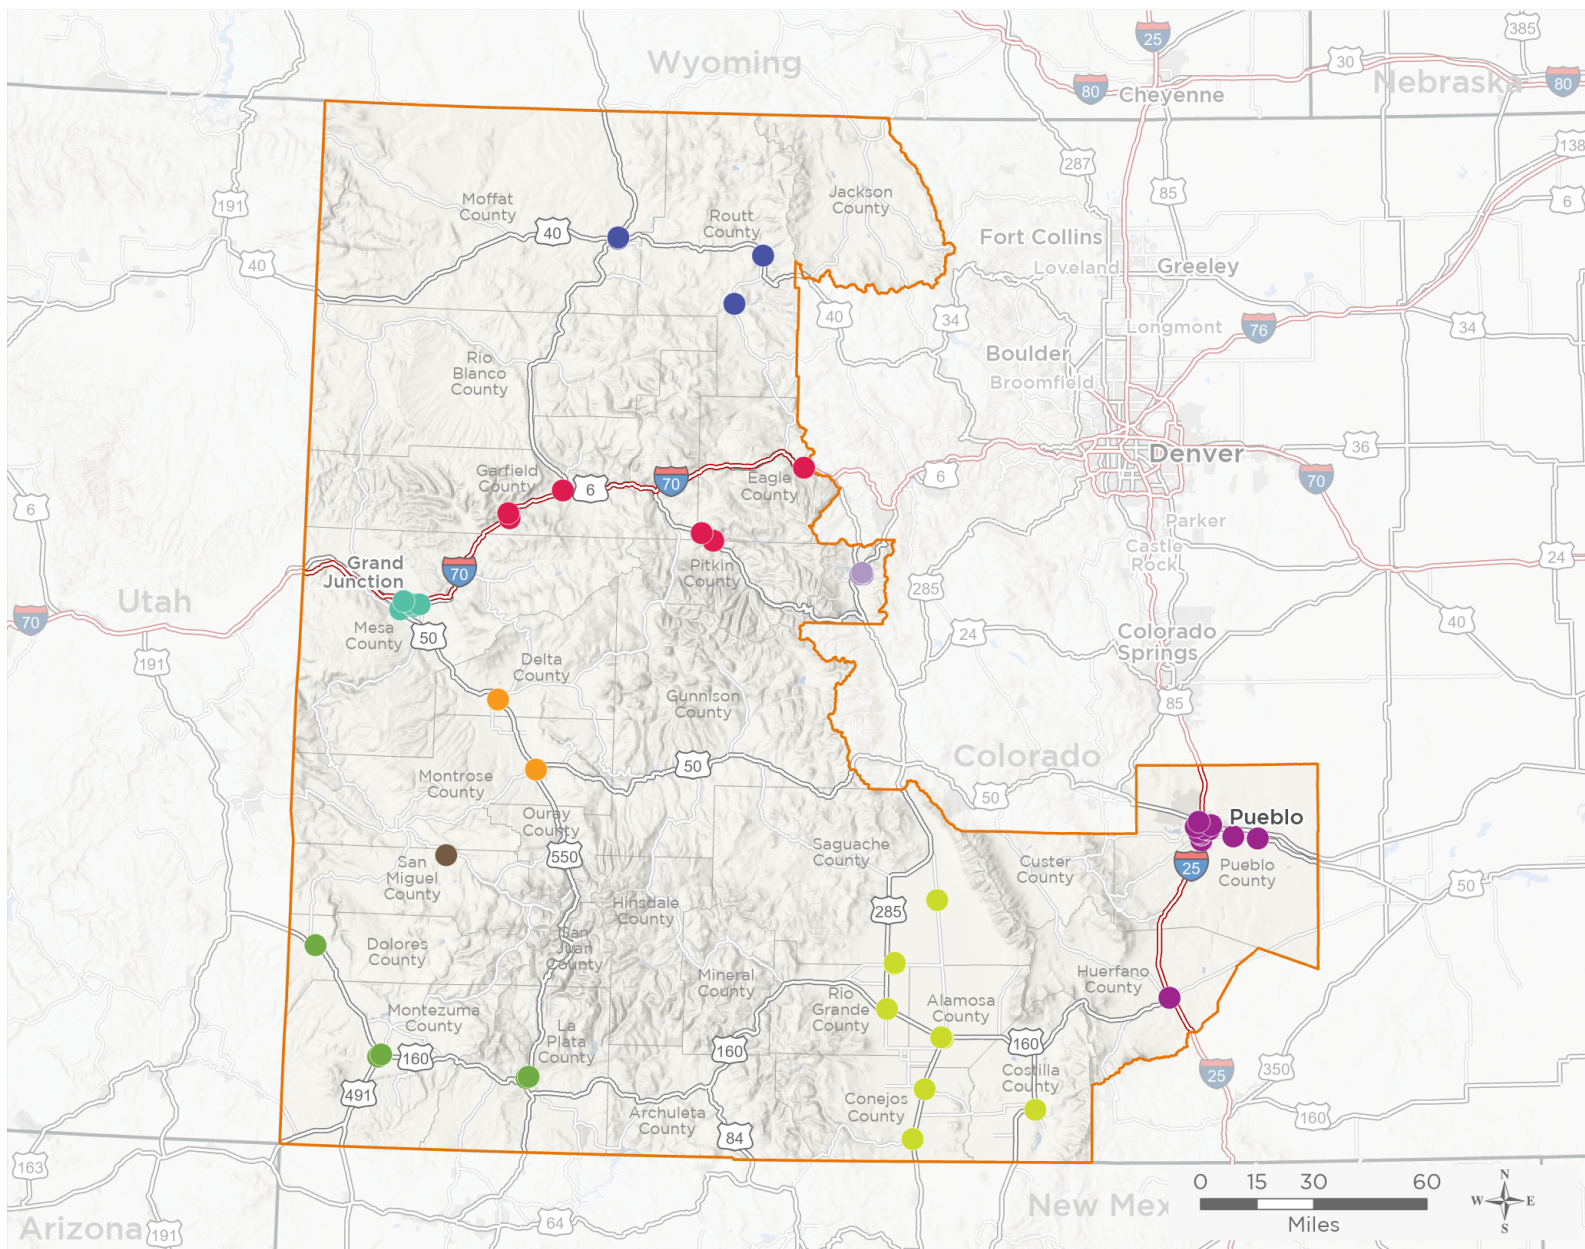 Wyoming
Nebraska
25
385
30
80
80
Cheyenne
138
287
85
6
191
Moffat
County
Jackson
County
Routt
County
40
40
Fort Collins
Loveland
Greeley
40
34
Longmont
76
34
Boulder
Broomfield
Rio
Blanco
County
Denver
36
Garfield
County
6
70
Eagle
County
6
70
6
Parker
Castle
Rock
24
Grand
Junction
70
Pitkin
County
285
Utah
70
Mesa
County
50
24
Colorado
Springs
40
191
Delta
County
Gunnison
County
85
Colorado
50
Montrose
County
50
Ouray
County
Pueblo
550
San
Miguel
County
Saguache
County
Custer
County
25
Pueblo
County
50
Hinsdale
County
285
Dolores
County
San
Juan
County
Mineral
County
Huerfano
County
Montezuma
County
La
Plata
County
Rio
Grande
County
Alamosa
County
160
160
160
Costilla
County
25
350
491
Archuleta
County
Conejos
County
160
84
163
New Mex
0 15 30 60
Miles
N
W E
S
Arizona
191
64